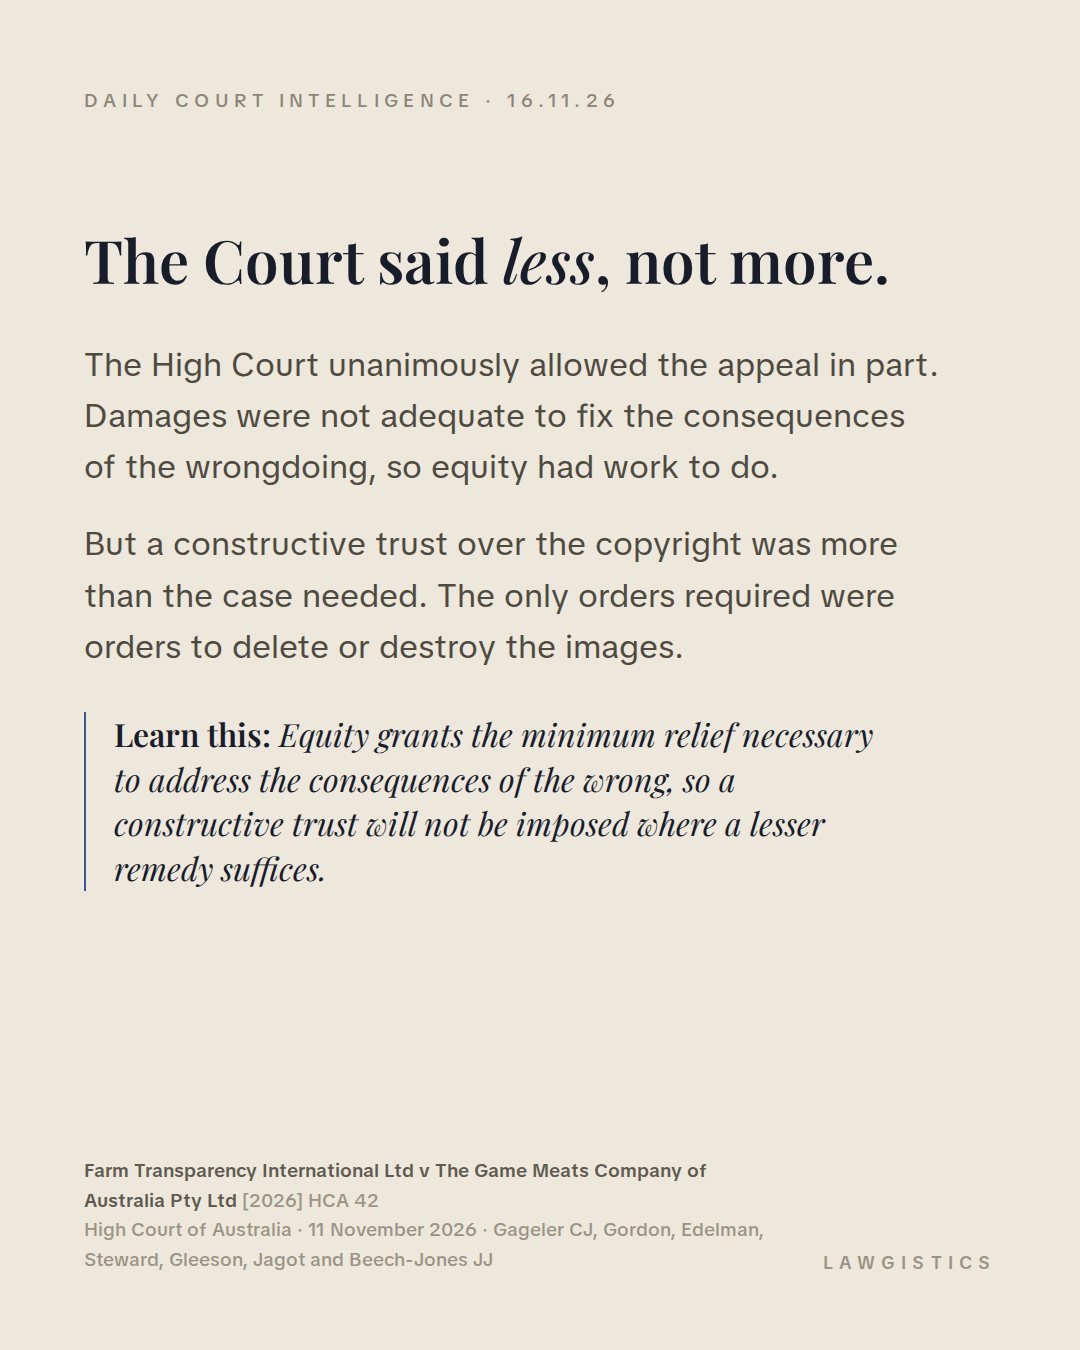 DAILY COURT INTELLIGENCE · 16.11.26
The Court said less, not more.
The High Court unanimously allowed the appeal in part.
Damages were not adequate to fix the consequences
of the wrongdoing, so equity had work to do.
But a constructive trust over the copyright was more
than the case needed. The only orders required were
orders to delete or destroy the images.
Learn this: Equity grants the minimum relief necessary
to address the consequences of the wrong, so a
constructive trust will not be imposed where a lesser
remedy suffices.
Farm Transparency International Ltd v The Game Meats Company of
Australia Pty Ltd [2026] HCA 42
High Court of Australia · 11 November 2026 · Gageler CJ, Gordon, Edelman,
Steward, Gleeson, Jagot and Beech-Jones JJ
LAWGISTICS